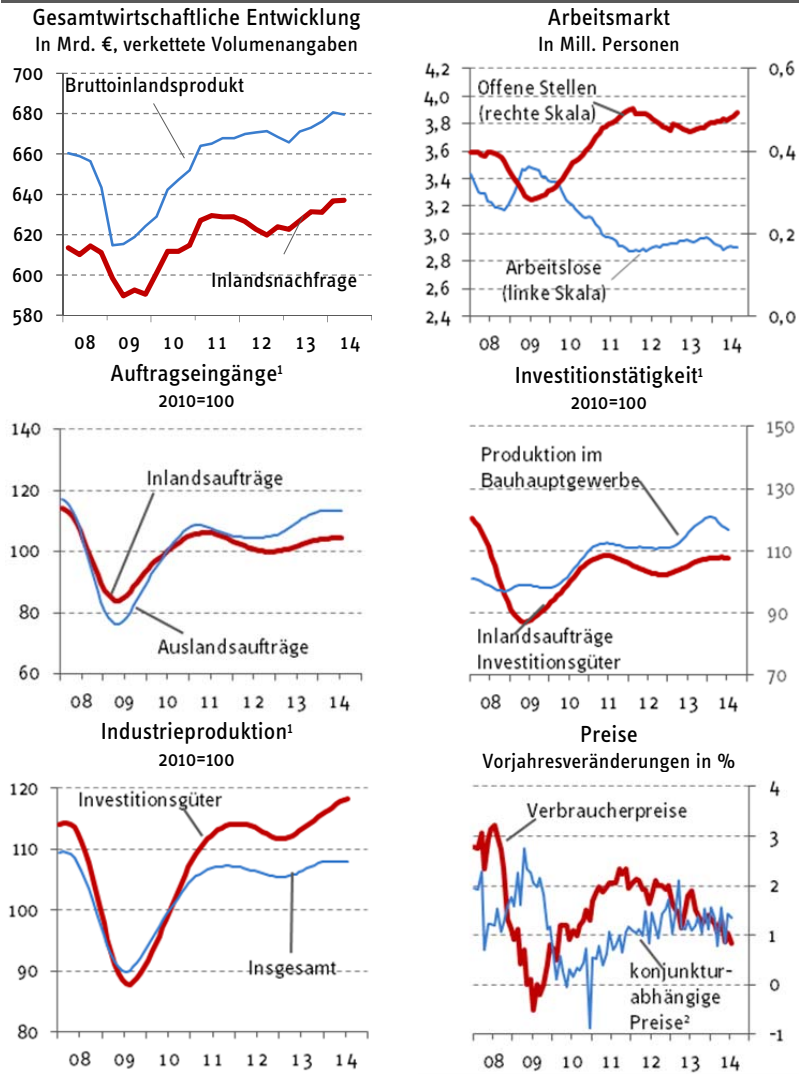 Gesamtwirtschaftliche Entwicklung
In Mrd. €, verkettete Volumenangaben
700
680
660
640
620
600
580
Bruttoinlandsprodukt
Inlandsnachfrage
08 09 10 11 12 13 14
Arbeitsmarkt
In Mill. Personen
4,2
4,0
3,8
3,6
3,4
3,2
3,0
2,8
2,6
2,4
0,6
0,4
0,2
0,0
Offene Stellen
(rechte Skala)
Arbeitslose
(linke Skala)
08 09 10 11 12 13 14
Auftragseingänge¹
2010=100
140
120
100
80
60
Inlandsaufträge
Auslandsaufträge
08 09 10 11 12 13 14
Investitionstätigkeit¹
2010=100
150
130
110
90
70
Produktion im
Bauhauptgewerbe
Inlandsaufträge
Investitionsgüter
08 09 10 11 12 13 14
Industrieproduktion¹
2010=100
120
110
100
90
80
Investitionsgüter
Insgesamt
08 09 10 11 12 13 14
Preise
Vorjahresveränderungen in %
4
3
2
1
0
-1
Verbraucherpreise
konjunktur-
abhängige
Preise²
08 09 10 11 12 13 14